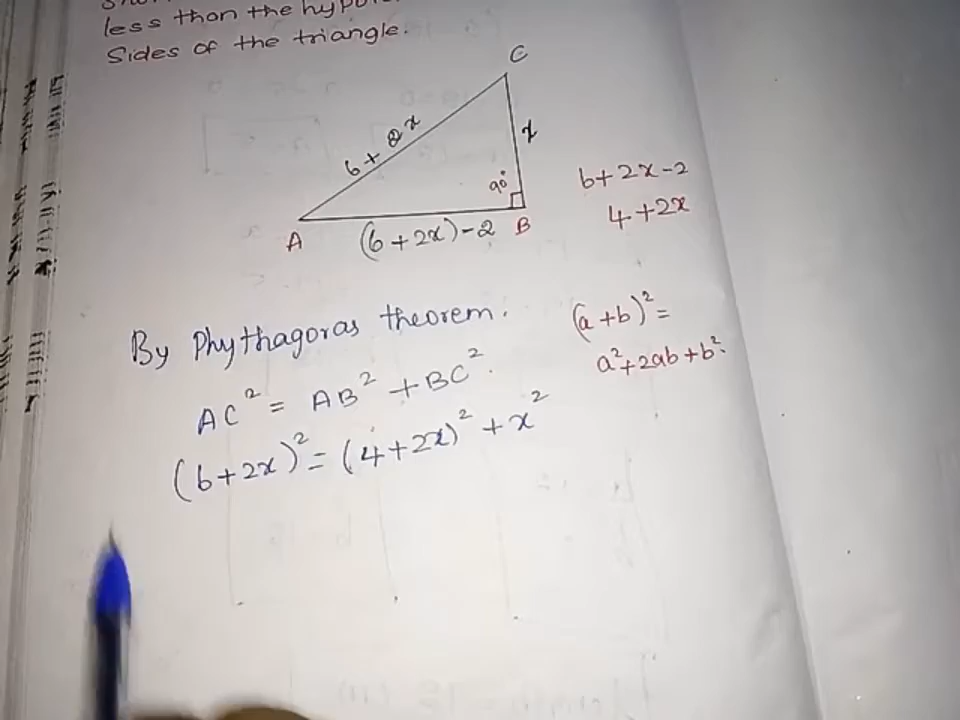 less than the
Sides of the triangle.
C
6 + 2x
x
90°
A
(6 + 2x) - 2
B
6 + 2x - 2
4 + 2x
By Phythagoras theorem.
(a + b)² =
a² + 2ab + b².
AC² = AB² + BC².
(6 + 2x)² = (4 + 2x)² + x²